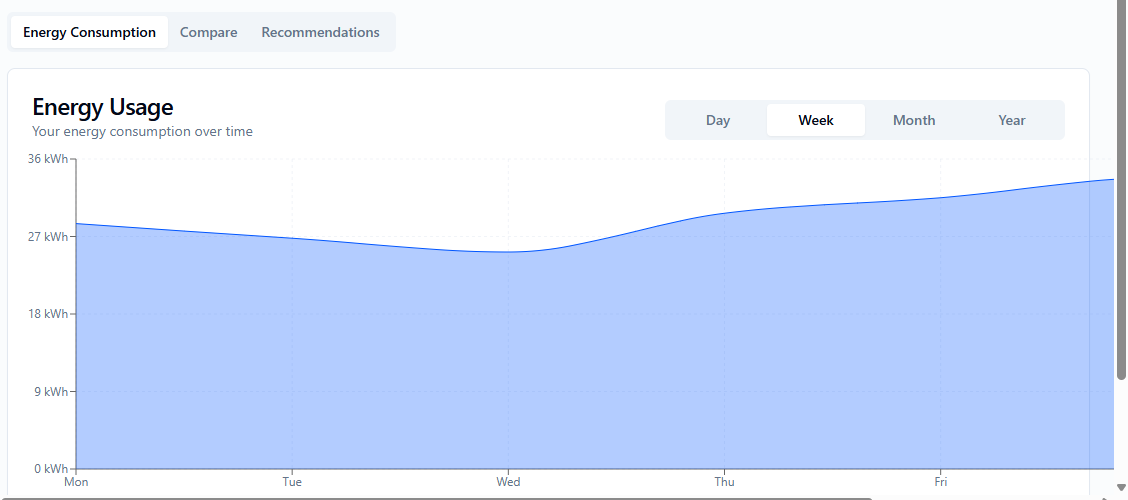 Energy Consumption Compare Recommendations
Energy Usage
Your energy consumption over time
Day Week Month Year
36 kWh
27 kWh
18 kWh
9 kWh
0 kWh
Mon Tue Wed Thu Fri